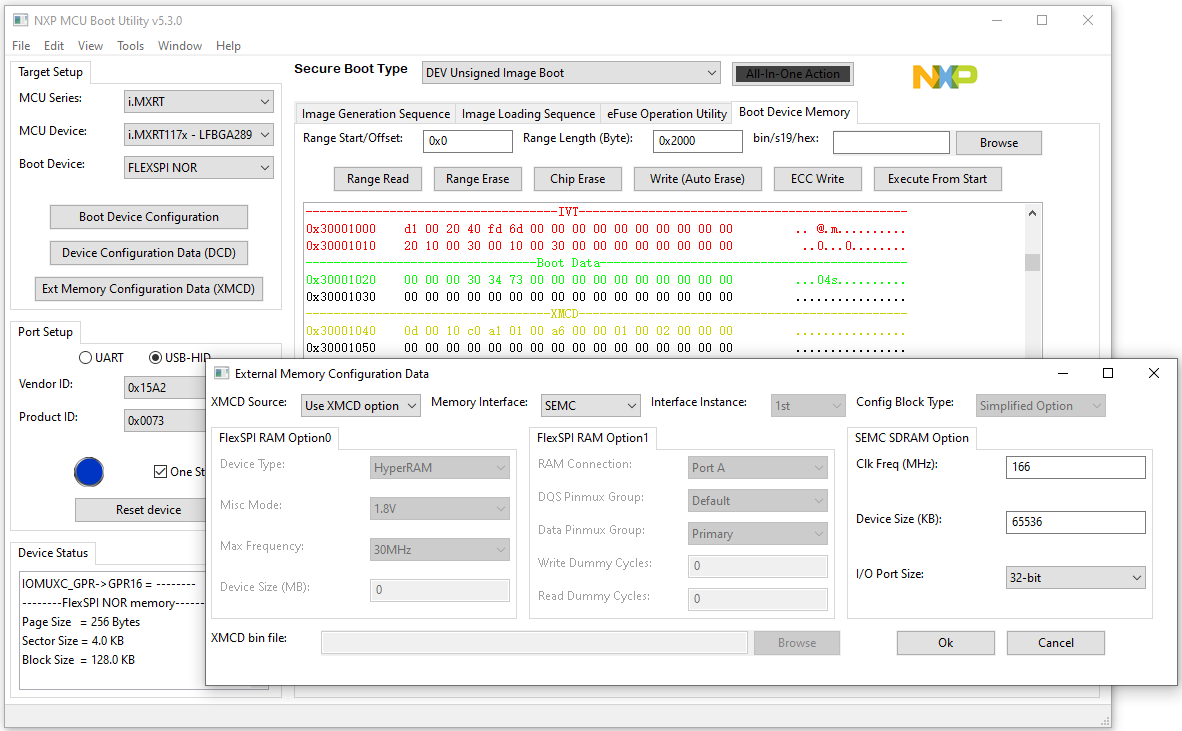 NXP MCU Boot Utility v5.3.0
File Edit View Tools Window Help
Target Setup
MCU Series: i.MXRT
MCU Device: i.MXRT117x - LFBGA289
Boot Device: FLEXSPI NOR
Boot Device Configuration
Device Configuration Data (DCD)
Ext Memory Configuration Data (XMCD)
Port Setup
UART USB-HID
Vendor ID: 0x15A2
Product ID: 0x0073
One St
Reset device
Device Status
IOMUXC_GPR->GPR16 = --------
--------FlexSPI NOR memory------
Page Size = 256 Bytes
Sector Size = 4.0 KB
Block Size = 128.0 KB
Secure Boot Type DEV Unsigned Image Boot All-In-One Action NXP
Image Generation Sequence Image Loading Sequence eFuse Operation Utility Boot Device Memory
Range Start/Offset: 0x0 Range Length (Byte): 0x2000 bin/s19/hex: Browse
Range Read Range Erase Chip Erase Write (Auto Erase) ECC Write Execute From Start
------------------------------------IVT------------------------------------------------
0x30001000 d1 00 20 40 fd 6d 00 00 00 00 00 00 00 00 00 00 .. @.m..........
0x30001010 20 10 00 30 00 10 00 30 00 00 00 00 00 00 00 00 ..0...0........
---------------------------------Boot Data--------------------------------------------
0x30001020 00 00 00 30 34 73 00 00 00 00 00 00 00 00 00 00 ...04s..........
0x30001030 00 00 00 00 00 00 00 00 00 00 00 00 00 00 00 00 ................
-----------------------------------XMCD-----------------------------------------------
0x30001040 0d 00 10 c0 a1 01 00 a6 00 00 01 00 02 00 00 00 ................
0x30001050 00 00 00 00 00 00 00 00 00 00 00 00 00 00 00 00 ................
External Memory Configuration Data
XMCD Source: Use XMCD option Memory Interface: SEMC Interface Instance: 1st Config Block Type: Simplified Option
FlexSPI RAM Option0
Device Type: HyperRAM
Misc Mode: 1.8V
Max Frequency: 30MHz
Device Size (MB): 0
FlexSPI RAM Option1
RAM Connection: Port A
DQS Pinmux Group: Default
Data Pinmux Group: Primary
Write Dummy Cycles: 0
Read Dummy Cycles: 0
SEMC SDRAM Option
Clk Freq (MHz): 166
Device Size (KB): 65536
I/O Port Size: 32-bit
XMCD bin file: Browse Ok Cancel